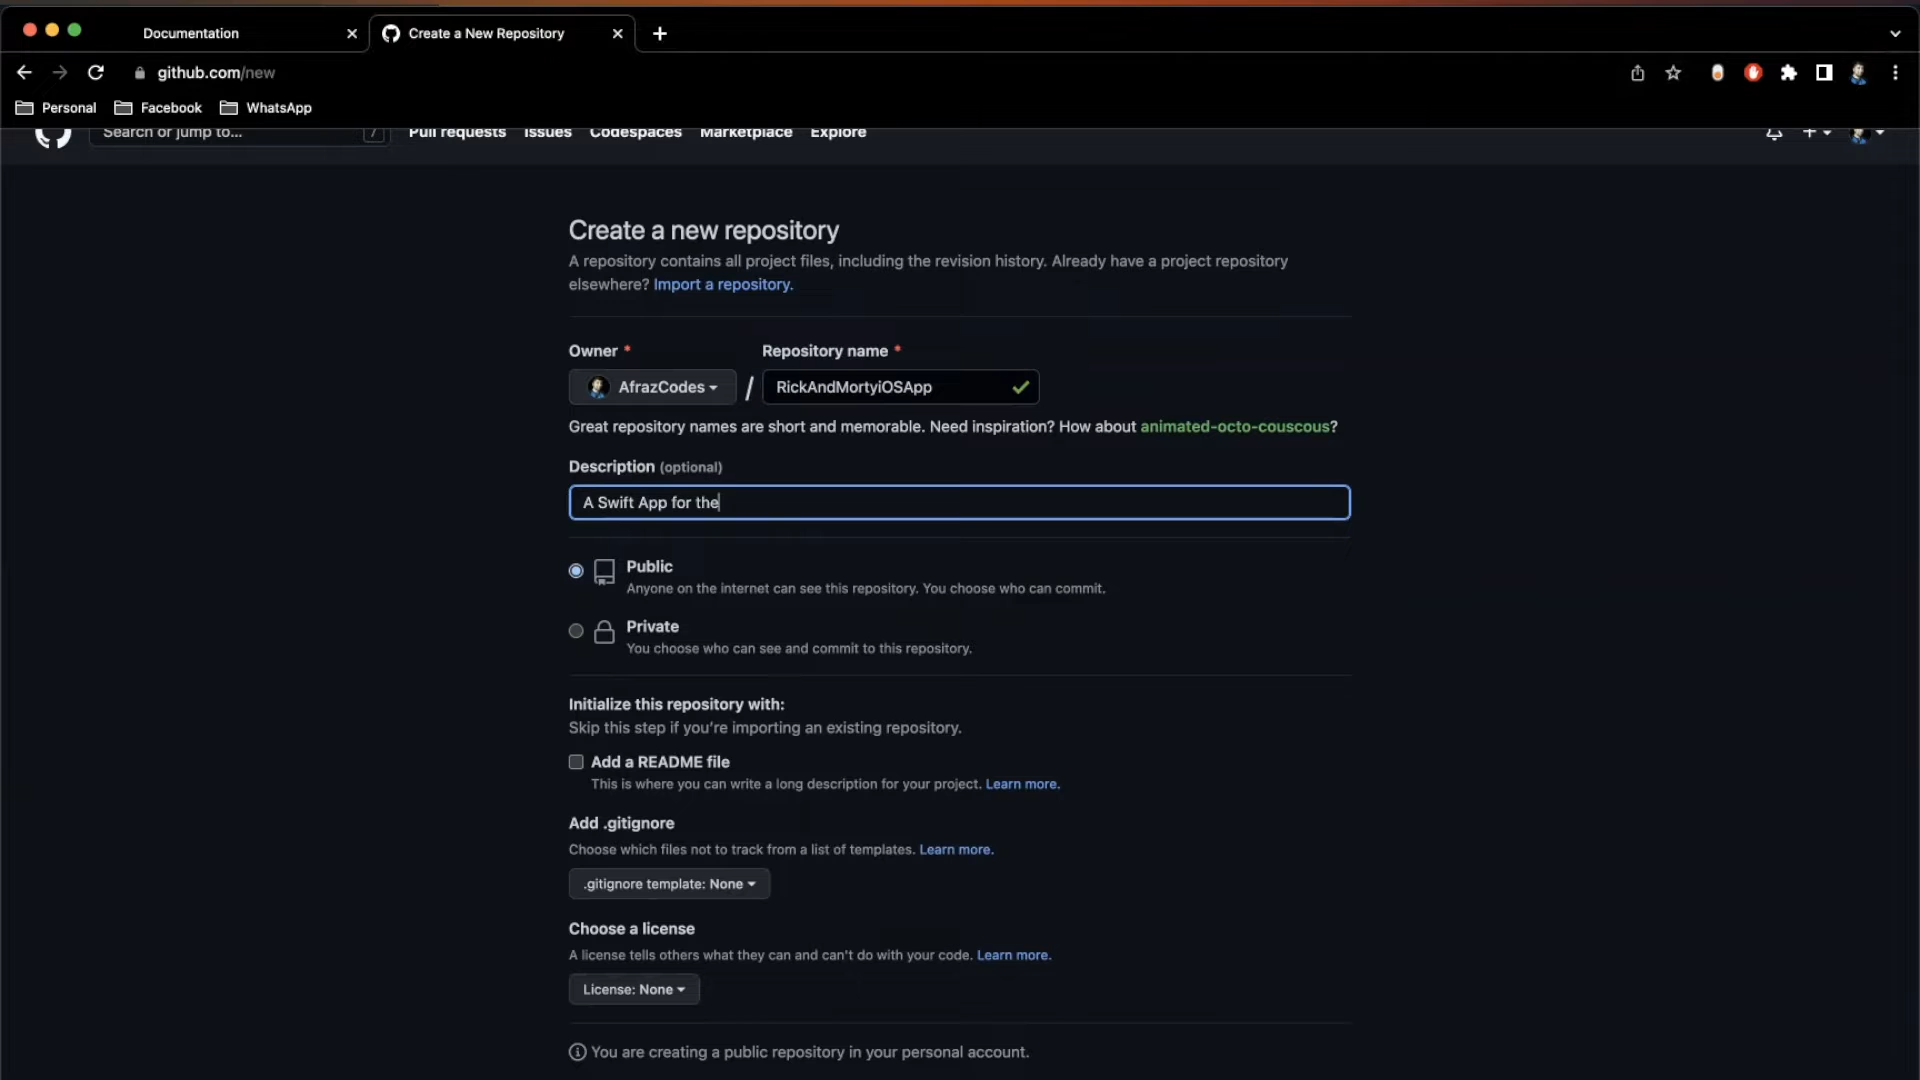 Documentation
Create a New Repository
github.com/new
Personal Facebook WhatsApp
Search or jump to... / Pull requests Issues Codespaces Marketplace Explore
Create a new repository
A repository contains all project files, including the revision history. Already have a project repository
elsewhere? Import a repository.
Owner * Repository name *
AfrazCodes / RickAndMortyiOSApp
Great repository names are short and memorable. Need inspiration? How about animated-octo-couscous?
Description (optional)
A Swift App for the
Public
Anyone on the internet can see this repository. You choose who can commit.
Private
You choose who can see and commit to this repository.
Initialize this repository with:
Skip this step if you're importing an existing repository.
Add a README file
This is where you can write a long description for your project. Learn more.
Add .gitignore
Choose which files not to track from a list of templates. Learn more.
.gitignore template: None
Choose a license
A license tells others what they can and can't do with your code. Learn more.
License: None
You are creating a public repository in your personal account.